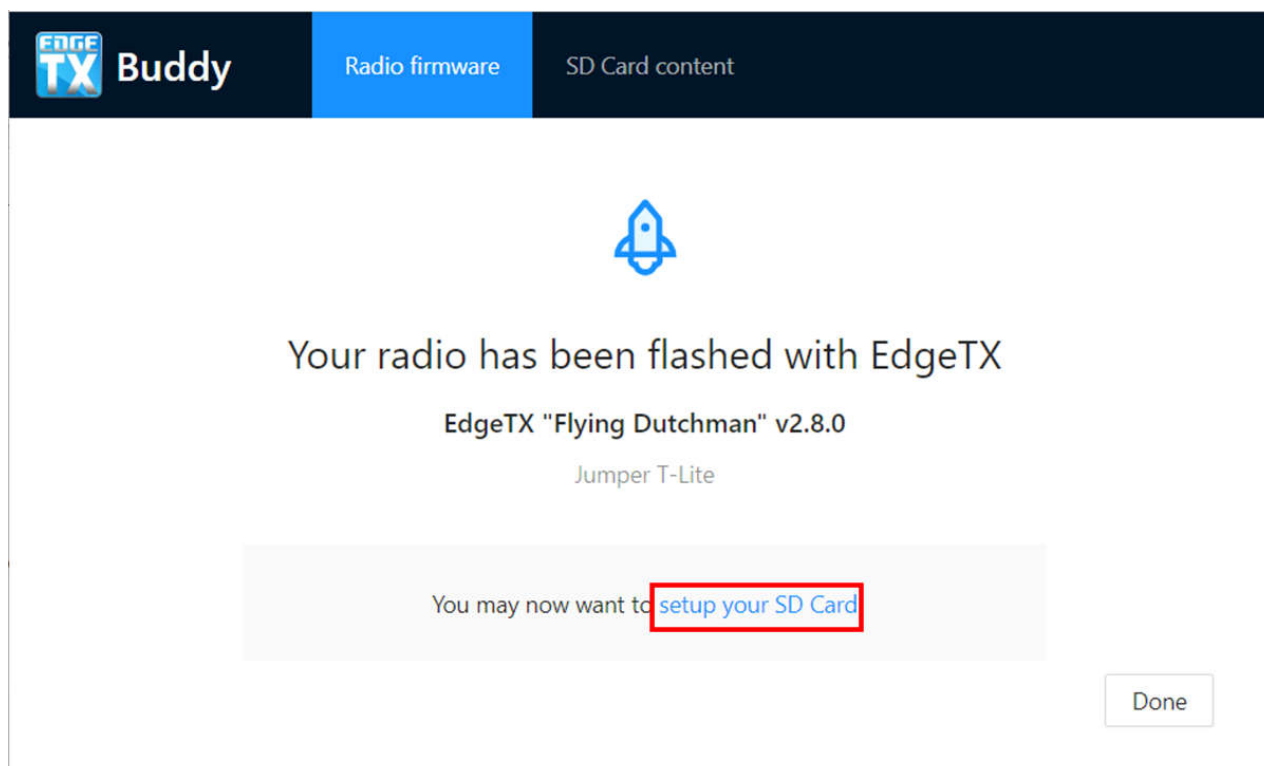 EDGE
TX
Buddy
Radio firmware
SD Card content
Your radio has been flashed with EdgeTX
EdgeTX "Flying Dutchman" v2.8.0
Jumper T-Lite
You may now want to setup your SD Card
Done